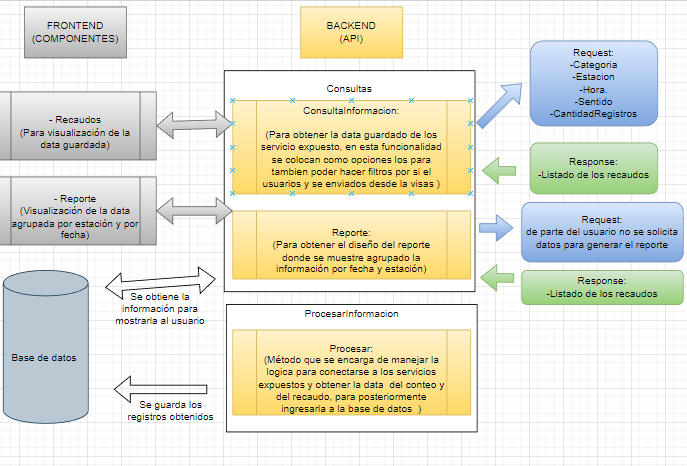 FRONTEND
(COMPONENTES)
BACKEND
(API)
Consultas
ConsultaInformacion:
(Para obtener la data guardado de los
servicio expuesto, en esta funcionalidad
se colocan como opciones los para
tambien poder hacer filtros por si el
usuarios y se enviados desde la visas )
Request:
-Categoria
-Estacion
-Hora.
-Sentido
-CantidadRegistros
- Recaudos
(Para visualización de la
data guardada)
Response:
-Listado de los recaudos
- Reporte
(Visualización de la data
agrupada por estación y por
fecha)
Reporte:
(Para obtener el diseño del reporte
donde se muestre agrupado la
información por fecha y estación)
Request:
de parte del usuario no se solicita
datos para generar el reporte
Response:
-Listado de los recaudos
Se obtiene la
información para
mostrarla al usuario
Base de datos
ProcesarInformacion
Procesar:
(Método que se encarga de manejar la
logica para conectarse a los servicios
expuestos y obtener la data  del conteo y
del recaudo, para posteriormente
ingresarla a la base de datos  )
Se guarda los
registros obtenidos